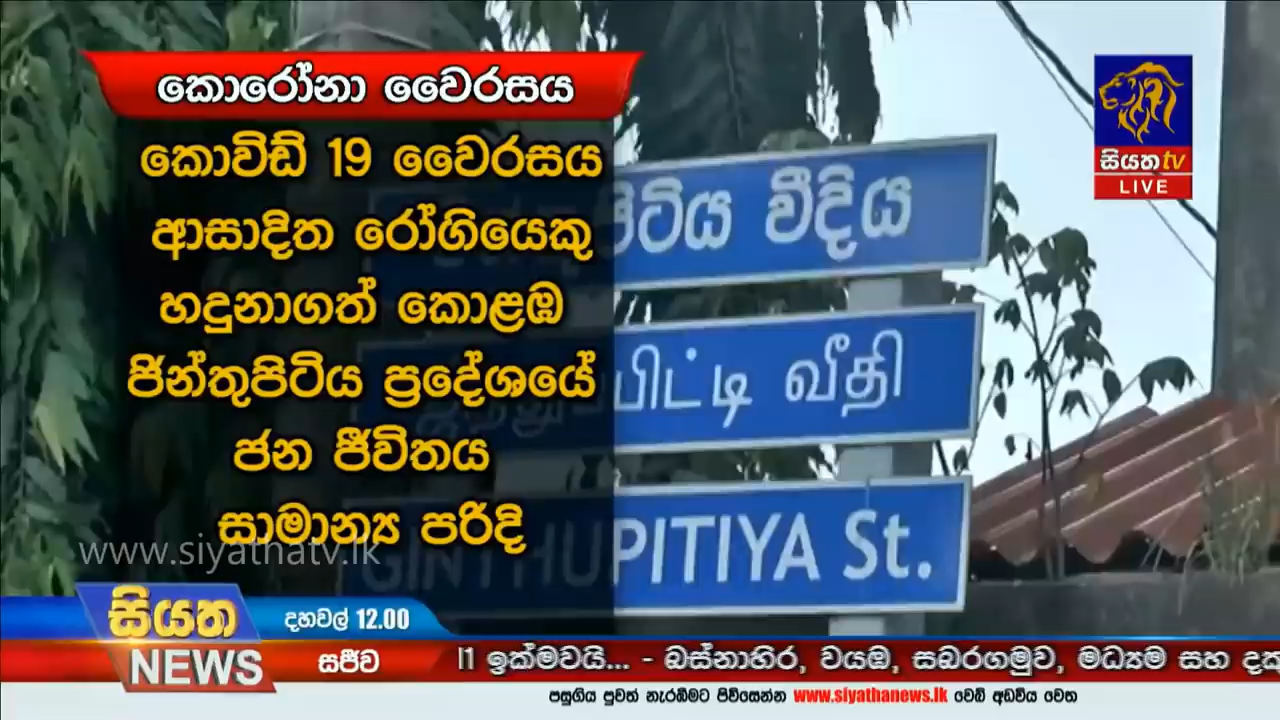 කොරෝනා වෛරසය
කොවිඩ් 19 වෛරසය
ආසාදිත රෝගියෙකු
හදුනාගත් කොළඹ
ජින්තුපිටිය ප්‍රදේශයේ
ජන ජීවිතය
සාමාන්‍ය පරිදි
www.siyathatv.lk
සියත tv
LIVE
වීදිය
வீதி
GINTHUPITIYA St.
සියත
NEWS
දහවල් 12.00
සජීව
ඉක්මවයි... - බස්නාහිර, වයඹ, සබරගමුව, මධ්‍යම සහ
පසුගිය පුවත් නැරඹීමට පිවිසෙන්න www.siyathanews.lk වෙබ් අඩවිය වෙත